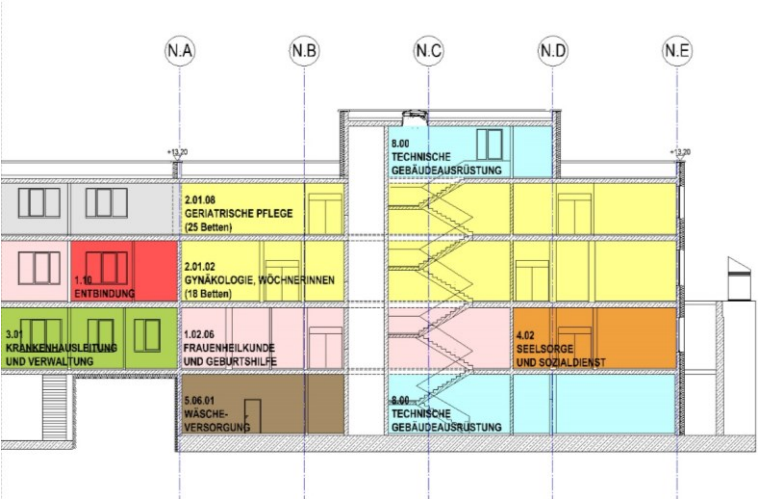 N.A
N.B
N.C
N.D
N.E
+13,20
+13,20
8.00
TECHNISCHE
GEBÄUDEAUSRÜSTUNG
2.01.08
GERIATRISCHE PFLEGE
(25 Betten)
2.01.02
GYNÄKOLOGIE, WÖCHNERINNEN
(18 Betten)
1.10
ENTBINDUNG
3.01
KRANKENHAUSLEITUNG
UND VERWALTUNG
1.02.06
FRAUENHEILKUNDE
UND GEBURTSHILFE
4.02
SEELSORGE
UND SOZIALDIENST
5.06.01
WÄSCHE-
VERSORGUNG
8.00
TECHNISCHE
GEBÄUDEAUSRÜSTUNG